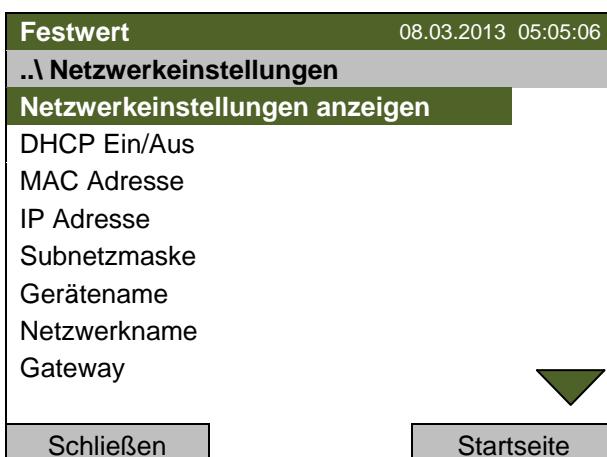 Festwert 08.03.2013 05:05:06
..\ Netzwerkeinstellungen
Netzwerkeinstellungen anzeigen
DHCP Ein/Aus
MAC Adresse
IP Adresse
Subnetzmaske
Gerätename
Netzwerkname
Gateway
Schließen Startseite